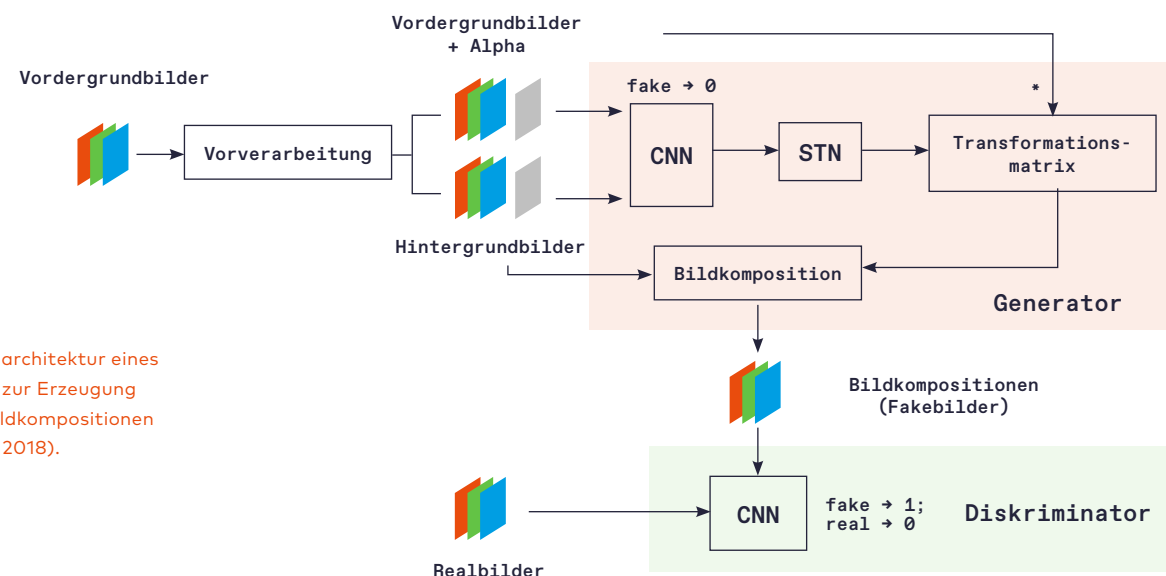 Vordergrundbilder
+ Alpha
Vordergrundbilder
fake → 0
*
Vorverarbeitung
CNN
STN
Transformations-
matrix
Hintergrundbilder
Bildkomposition
Generator
architektur eines
zur Erzeugung
ldkompositionen
2018).
Bildkompositionen
(Fakebilder)
CNN
fake → 1;
real → 0
Diskriminator
Realbilder